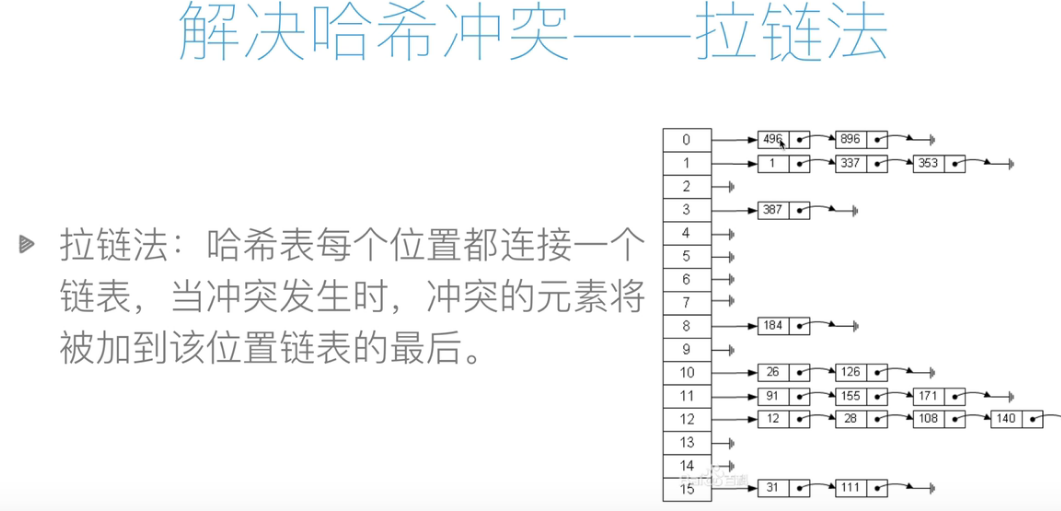 解决哈希冲突——拉链法
拉链法：哈希表每个位置都连接一个
链表，当冲突发生时，冲突的元素将
被加到该位置链表的最后。
0 496 896
1 1 337 353
2
3 387
4
5
6
7
8 184
9
10 26 126
11 91 155 171
12 12 28 108 140
13
14
15 31 111